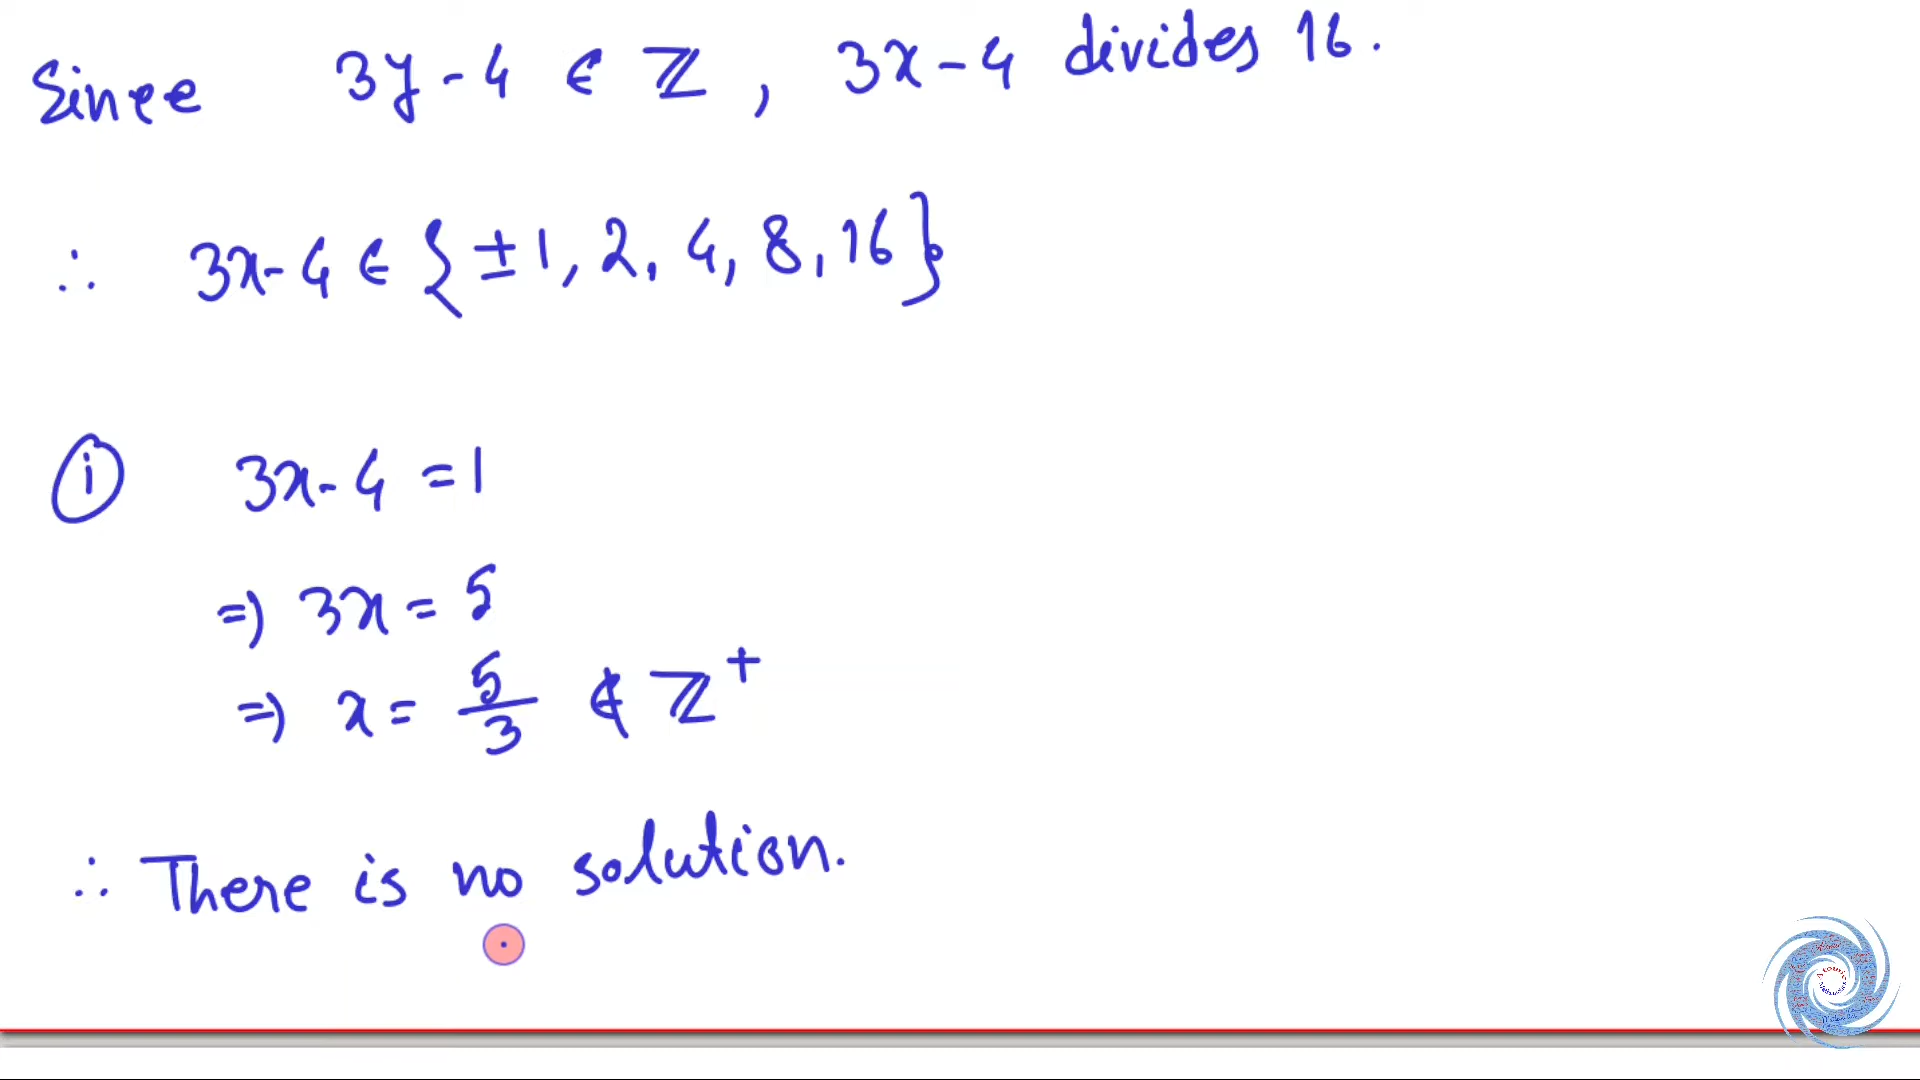 Since 3y-4 ∈ ℤ, 3x-4 divides 16.
∴ 3x-4 ∈ {±1, 2, 4, 8, 16}
(i) 3x-4 = 1
⇒ 3x = 5
⇒ x = 5/3 ∉ ℤ⁺
∴ There is no solution.